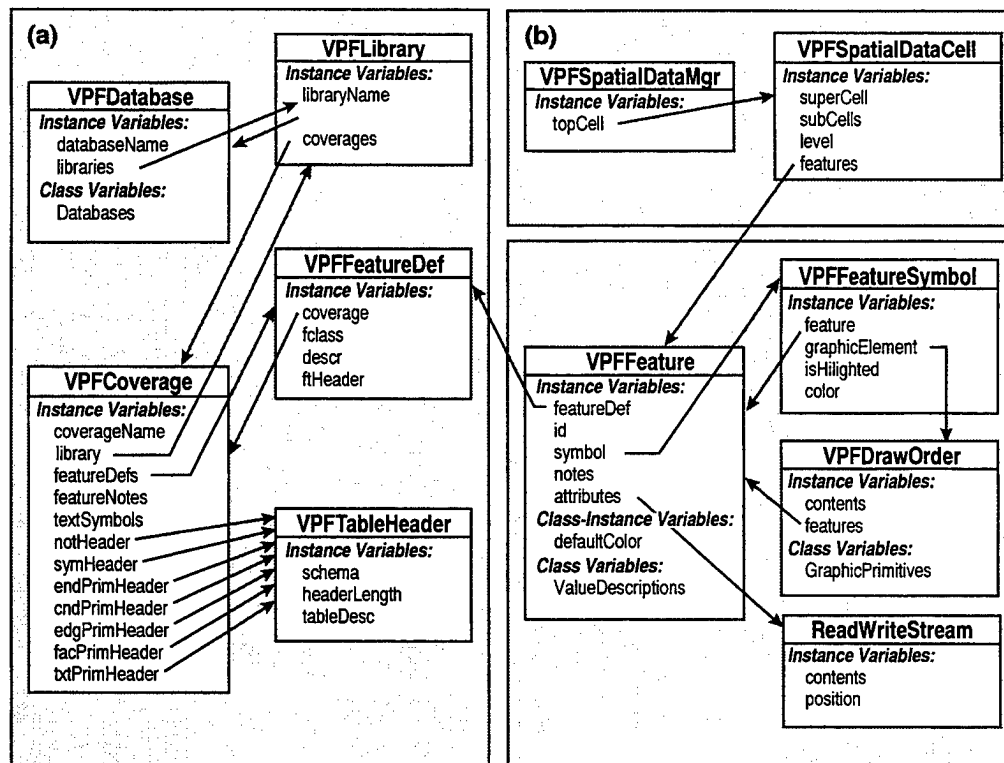 (a)
VPFLibrary
Instance Variables:
libraryName
coverages
VPFDatabase
Instance Variables:
databaseName
libraries
Class Variables:
Databases
VPFFeatureDef
Instance Variables:
coverage
fclass
descr
ftHeader
VPFCoverage
Instance Variables:
coverageName
library
featureDefs
featureNotes
textSymbols
notHeader
symHeader
endPrimHeader
cndPrimHeader
edgPrimHeader
facPrimHeader
txtPrimHeader
VPFTableHeader
Instance Variables:
schema
headerLength
tableDesc
(b)
VPFSpatialDataMgr
Instance Variables:
topCell
VPFSpatialDataCell
Instance Variables:
superCell
subCells
level
features
VPFFeature
Instance Variables:
featureDef
id
symbol
notes
attributes
Class-Instance Variables:
defaultColor
Class Variables:
ValueDescriptions
VPFFeatureSymbol
Instance Variables:
feature
graphicElement
isHilighted
color
VPFDrawOrder
Instance Variables:
contents
features
Class Variables:
GraphicPrimitives
ReadWriteStream
Instance Variables:
contents
position